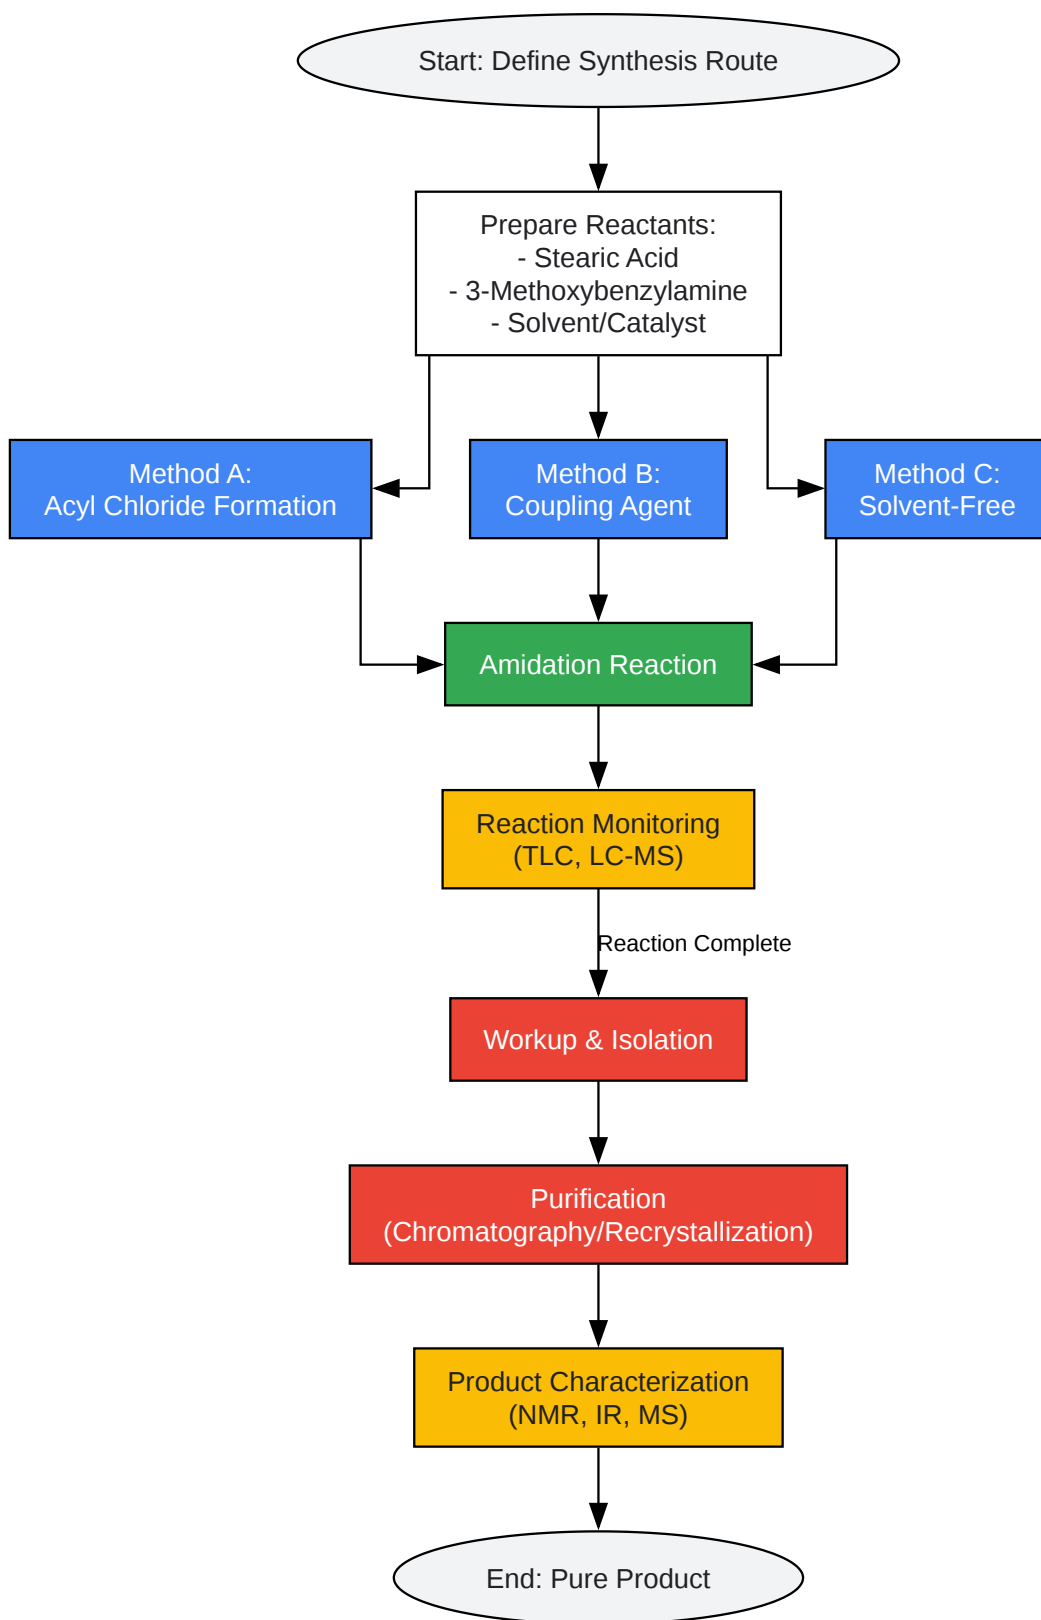 Start: Define Synthesis Route
Prepare Reactants:
- Stearic Acid
- 3-Methoxybenzylamine
- Solvent/Catalyst
Method A:
Acyl Chloride Formation
Method B:
Coupling Agent
Method C:
Solvent-Free
Amidation Reaction
Reaction Monitoring
(TLC, LC-MS)
Reaction Complete
Workup & Isolation
Purification
(Chromatography/Recrystallization)
Product Characterization
(NMR, IR, MS)
End: Pure Product